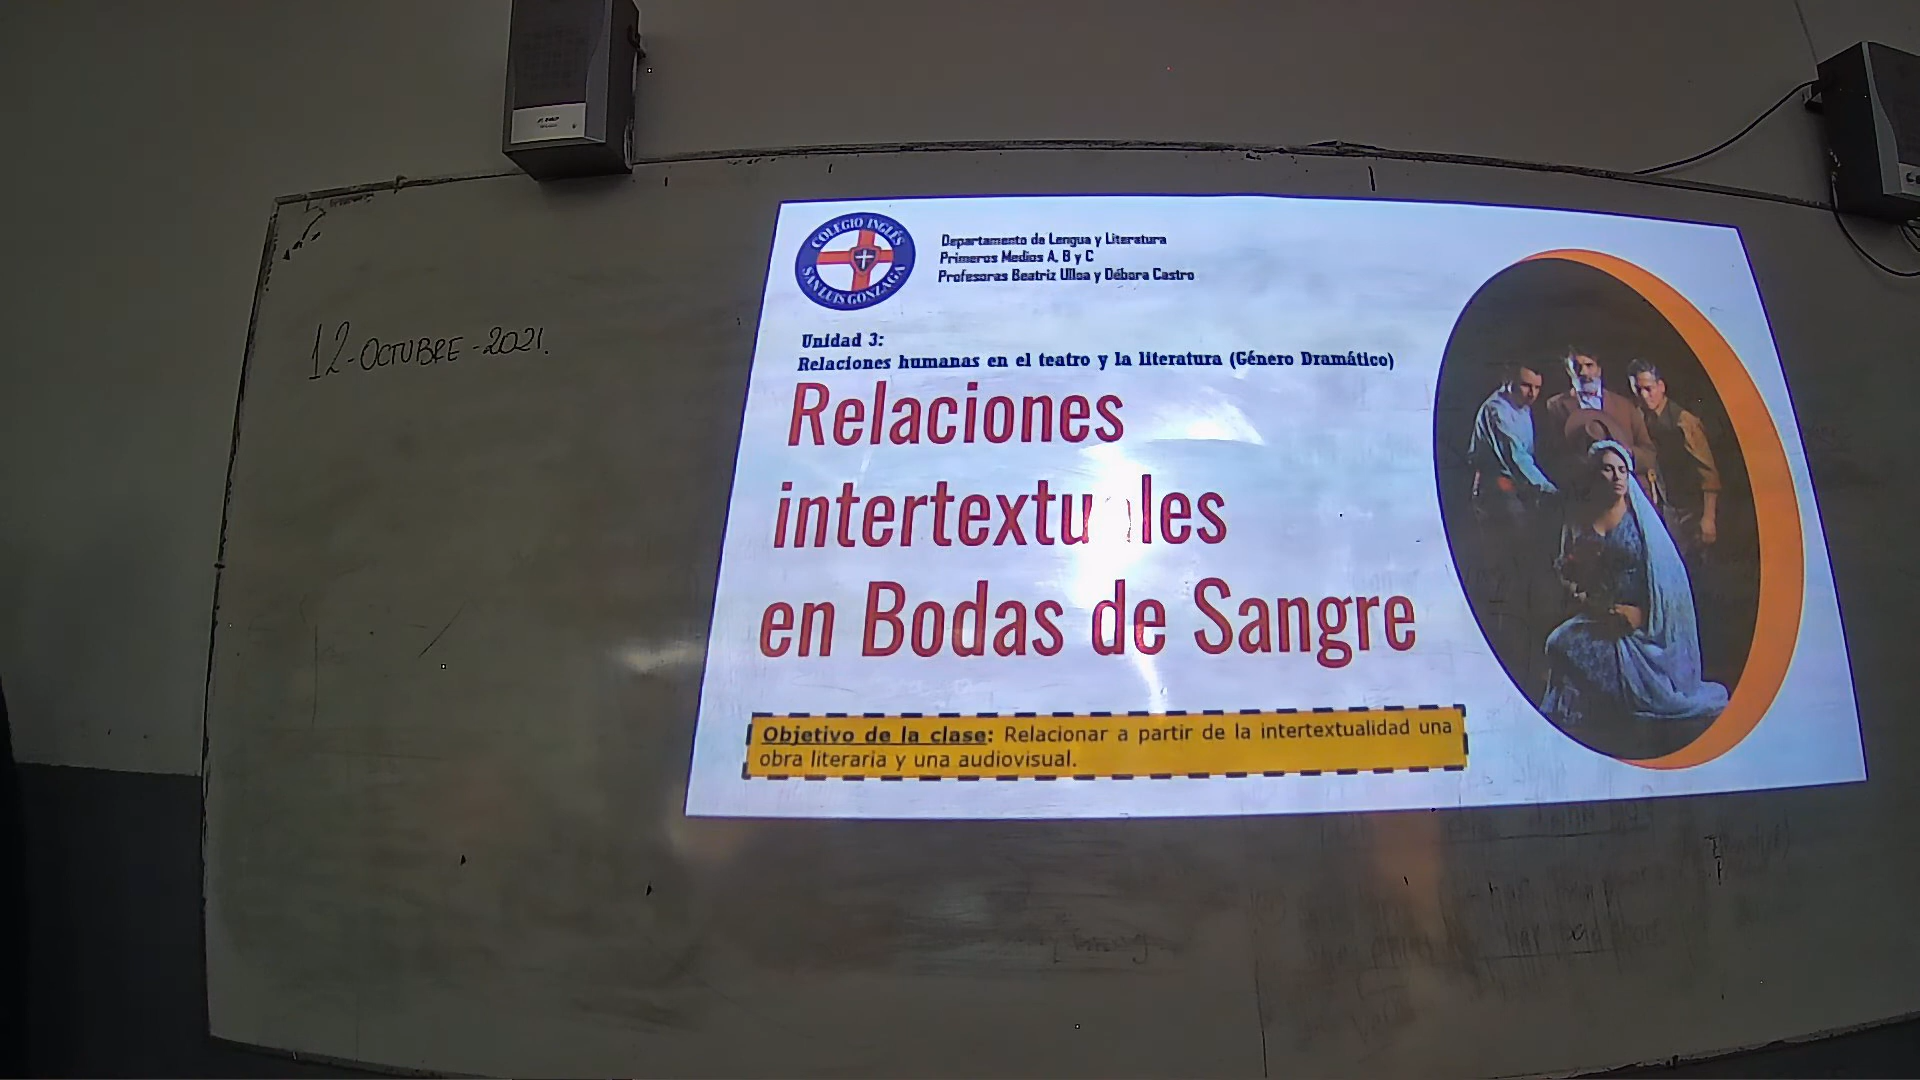 12-OCTUBRE-2021.
COLEGIO INGLÉS
SAN LUIS GONZAGA
Departamento de Lengua y Literatura
Primeros Medios A, B y C
Profesoras Beatriz Ulloa y Débora Castro
Unidad 3:
Relaciones humanas en el teatro y la literatura (Género Dramático)
Relaciones
intertextuales
en Bodas de Sangre
Objetivo de la clase: Relacionar a partir de la intertextualidad una
obra literaria y una audiovisual.